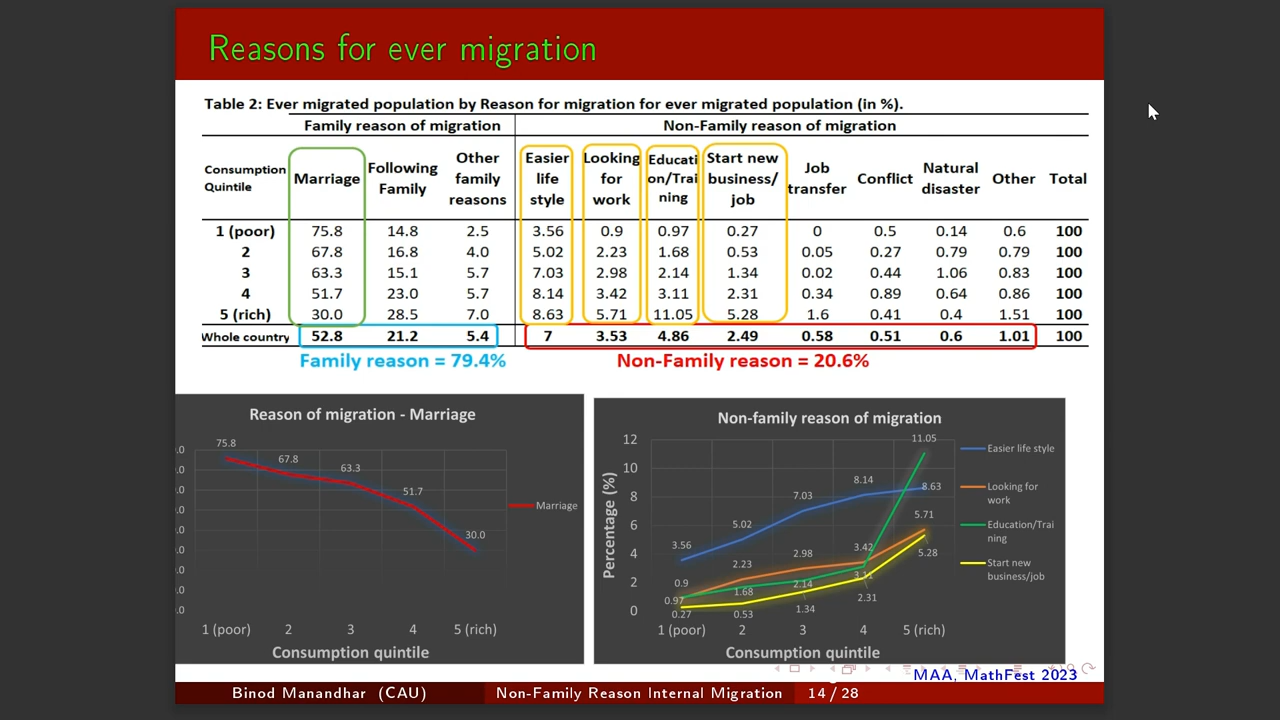 Reasons for ever migration
Table 2: Ever migrated population by Reason for migration for ever migrated population (in %).
Family reason of migration Non-Family reason of migration
Consumption Quintile Marriage Following Family Other family reasons Easier life style Looking for work Educati on/Trai ning Start new business/ job Job transfer Conflict Natural disaster Other Total
1 (poor) 75.8 14.8 2.5 3.56 0.9 0.97 0.27 0 0.5 0.14 0.6 100
2 67.8 16.8 4.0 5.02 2.23 1.68 0.53 0.05 0.27 0.79 0.79 100
3 63.3 15.1 5.7 7.03 2.98 2.14 1.34 0.02 0.44 1.06 0.83 100
4 51.7 23.0 5.7 8.14 3.42 3.11 2.31 0.34 0.89 0.64 0.86 100
5 (rich) 30.0 28.5 7.0 8.63 5.71 11.05 5.28 1.6 0.41 0.4 1.51 100
Whole country 52.8 21.2 5.4 7 3.53 4.86 2.49 0.58 0.51 0.6 1.01 100
Family reason = 79.4% Non-Family reason = 20.6%
Reason of migration - Marriage
75.8
67.8
63.3
51.7
30.0
Marriage
1 (poor) 2 3 4 5 (rich)
Consumption quintile
Non-family reason of migration
Percentage (%)
12
10
8
6
4
2
0
3.56 5.02 7.03 8.14 8.63
0.9 2.23 2.98 3.42 5.71
0.97 1.68 2.14 3.11 11.05
0.27 0.53 1.34 2.31 5.28
Easier life style
Looking for
work
Education/Trai
ning
Start new
business/job
1 (poor) 2 3 4 5 (rich)
Consumption quintile
MAA, MathFest 2023
Binod Manandhar (CAU) Non-Family Reason Internal Migration 14 / 28